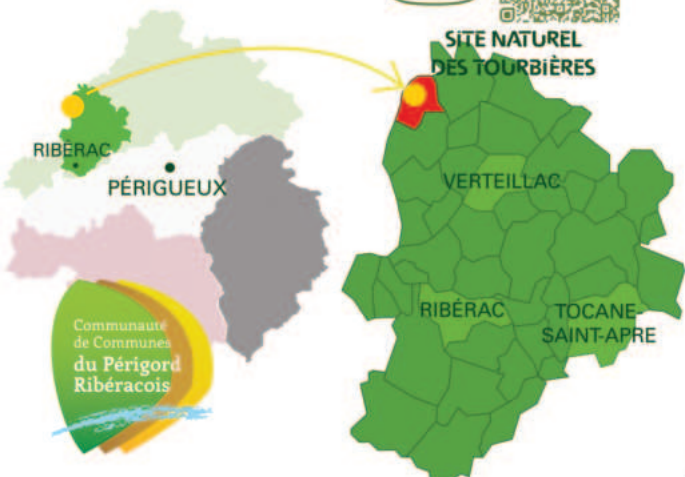 SITE NATUREL
DES TOURBIÈRES
RIBÉRAC
PÉRIGUEUX
VERTEILLAC
RIBÉRAC
TOCANE-
SAINT-APRE
Communauté
de Communes
du Périgord
Ribéracois